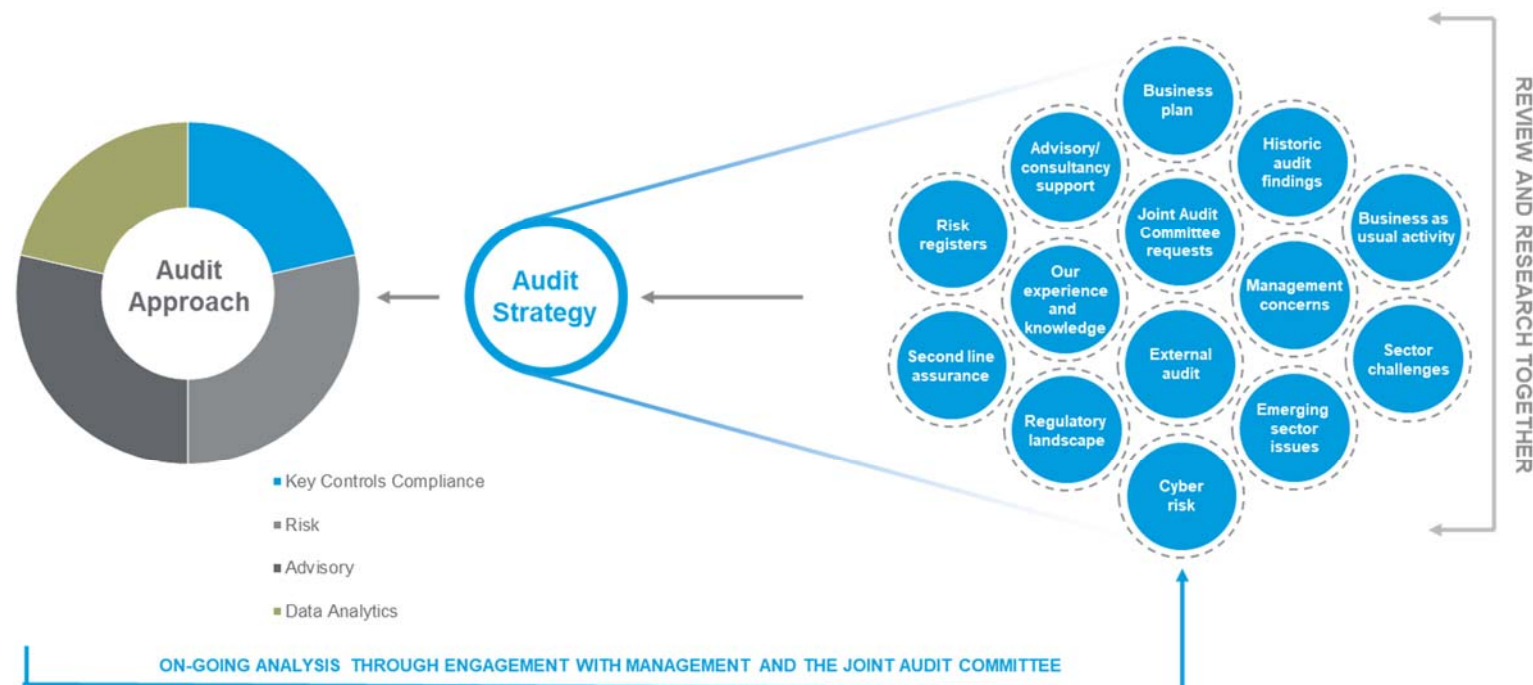 Audit
Approach
Key Controls Compliance
Risk
Advisory
Data Analytics
Audit
Strategy
Business
plan
Advisory/
consultancy
support
Historic
audit
findings
Risk
registers
Joint Audit
Committee
requests
Business as
usual activity
Our
experience
and
knowledge
Management
concerns
Second line
assurance
External
audit
Sector
challenges
Regulatory
landscape
Emerging
sector
issues
Cyber
risk
REVIEW AND RESEARCH TOGETHER
ON-GOING ANALYSIS THROUGH ENGAGEMENT WITH MANAGEMENT AND THE JOINT AUDIT COMMITTEE